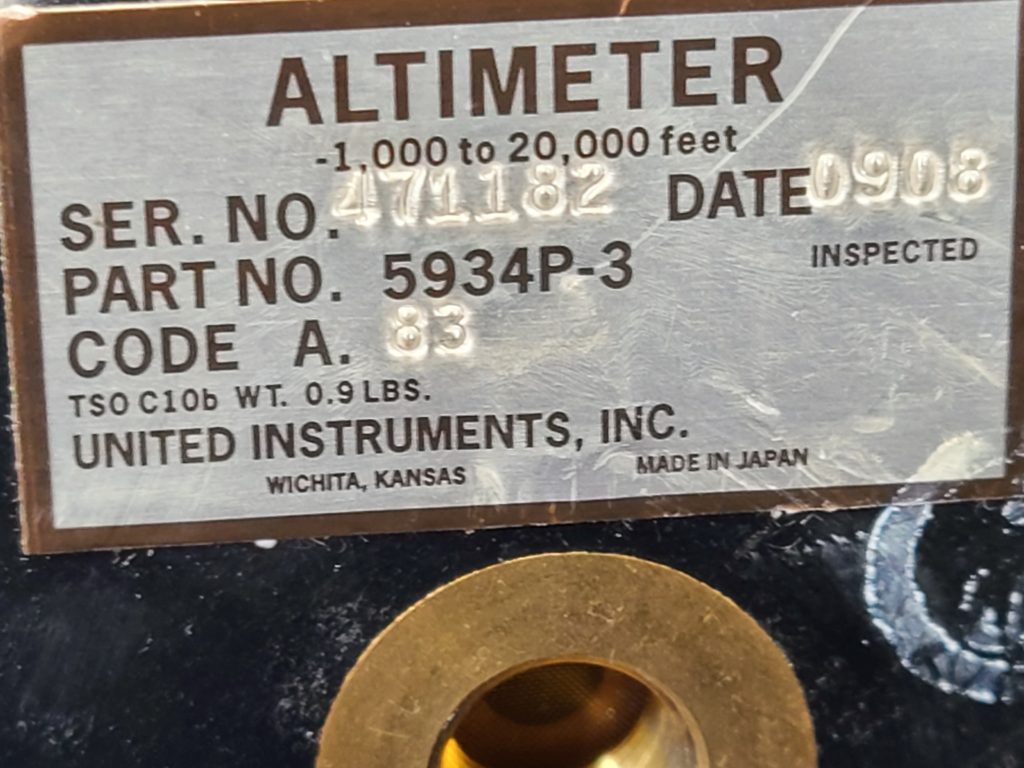 ALTIMETER
-1,000 to 20,000 feet
SER. NO. 471182 DATE 0908
PART NO. 5934P-3 INSPECTED
CODE A. 83
TSO C10b WT. 0.9 LBS.
UNITED INSTRUMENTS, INC.
WICHITA, KANSAS MADE IN JAPAN